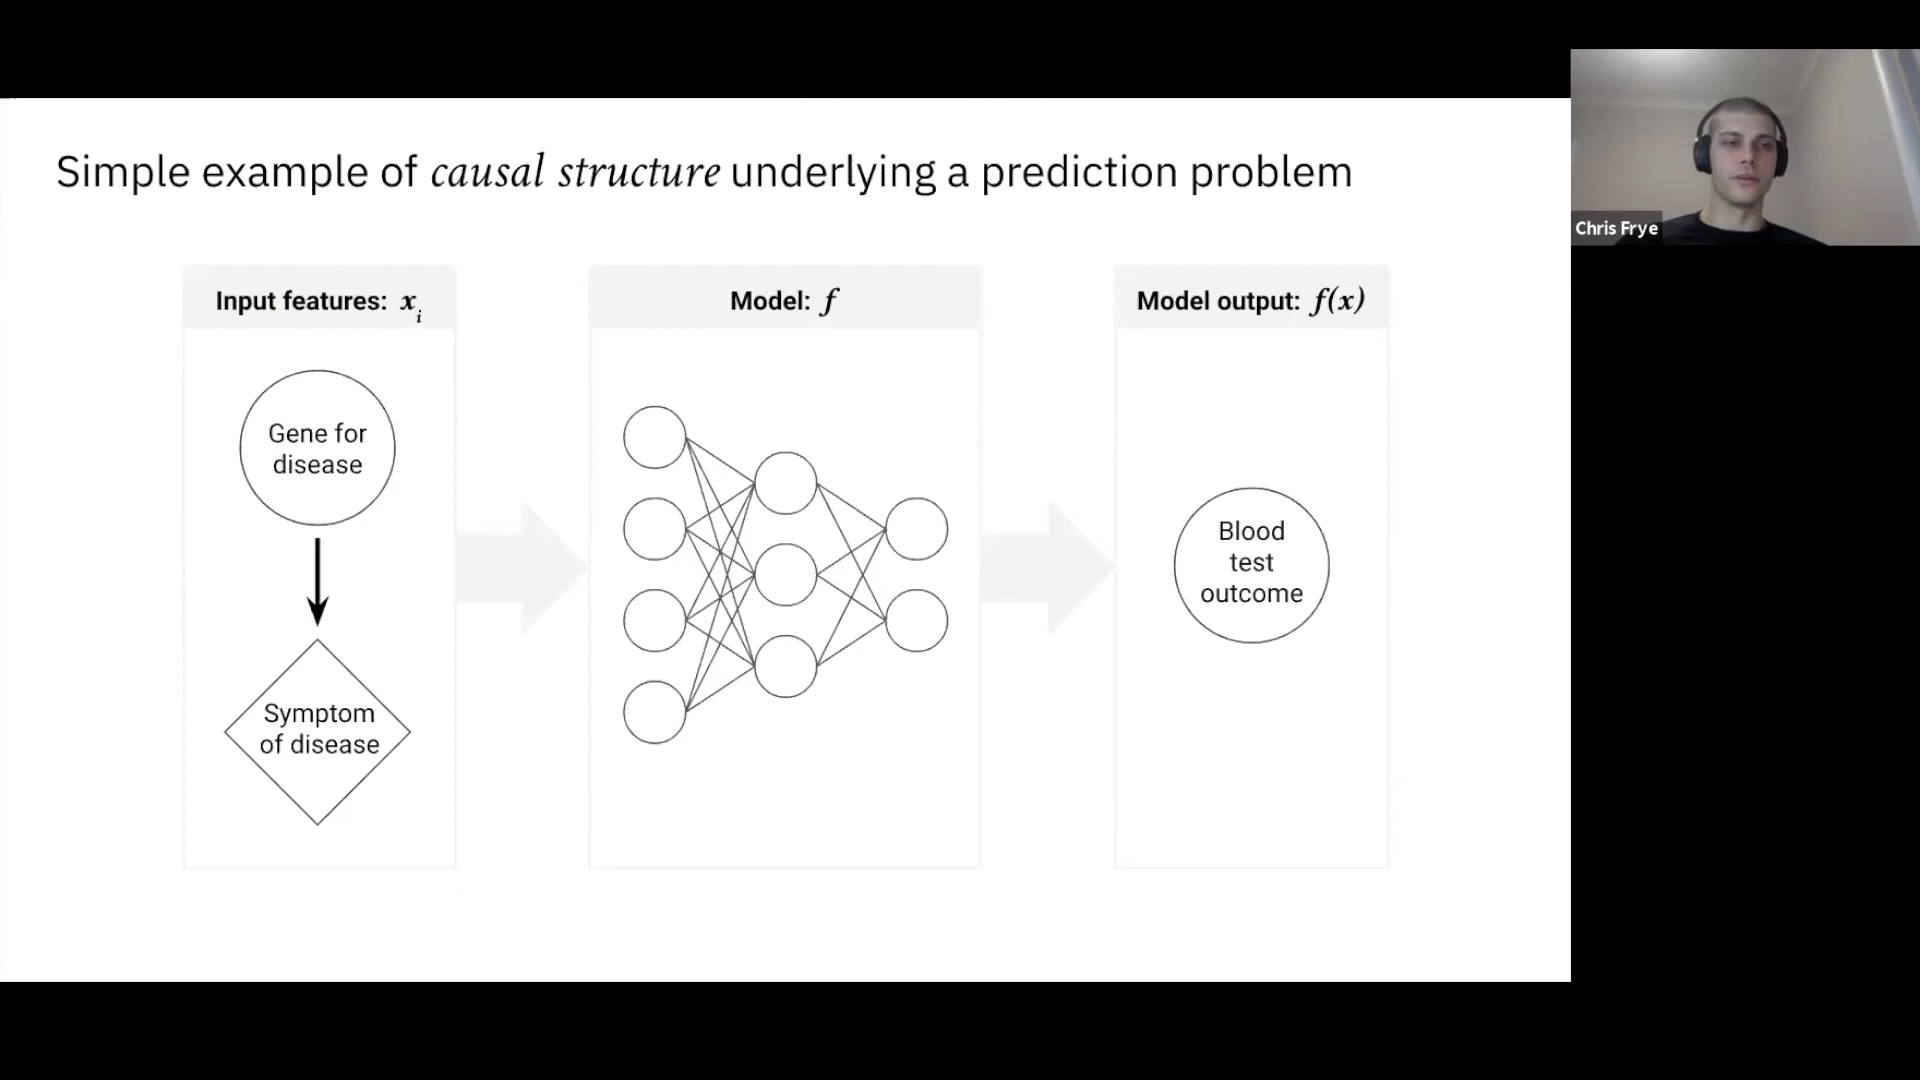 Simple example of causal structure underlying a prediction problem
Chris Frye
Input features: xi
Model: f
Model output: f(x)
Gene for
disease
Symptom
of disease
Blood
test
outcome